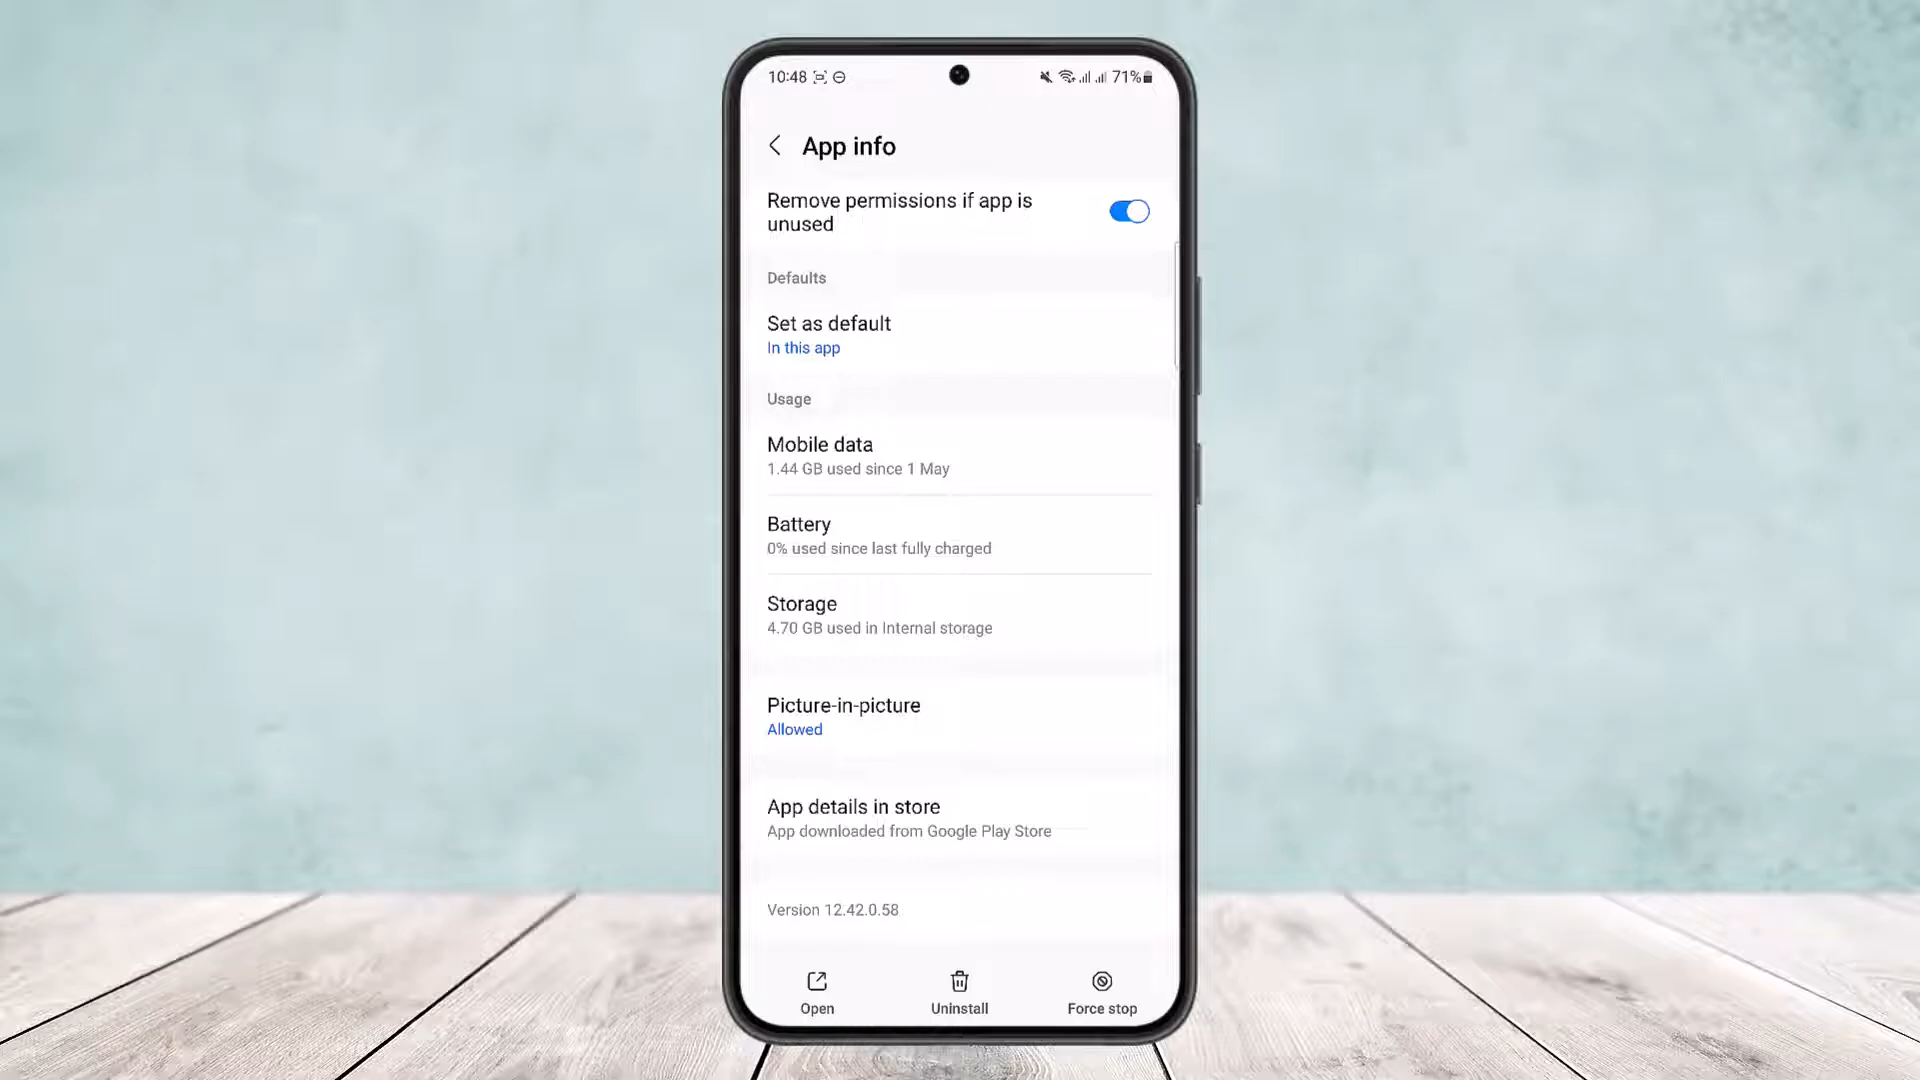 10:48 71%
App info
Remove permissions if app is
unused
Defaults
Set as default
In this app
Usage
Mobile data
1.44 GB used since 1 May
Battery
0% used since last fully charged
Storage
4.70 GB used in Internal storage
Picture-in-picture
Allowed
App details in store
App downloaded from Google Play Store
Version 12.42.0.58
Open Uninstall Force stop